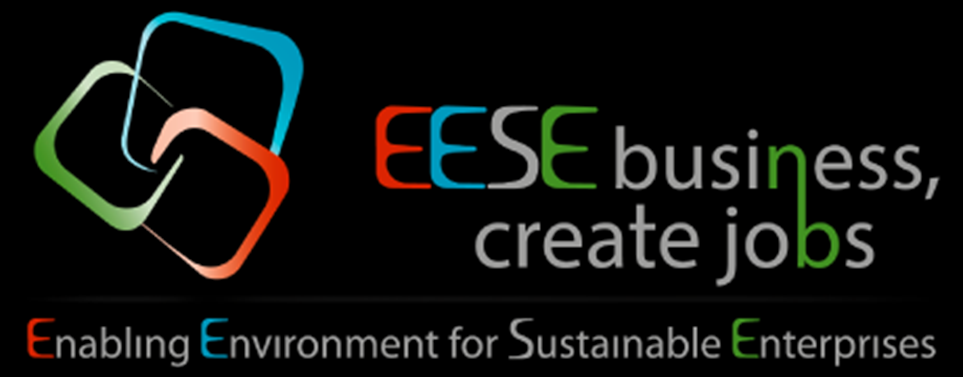 EESE business,
create jobs
Enabling Environment for Sustainable Enterprises